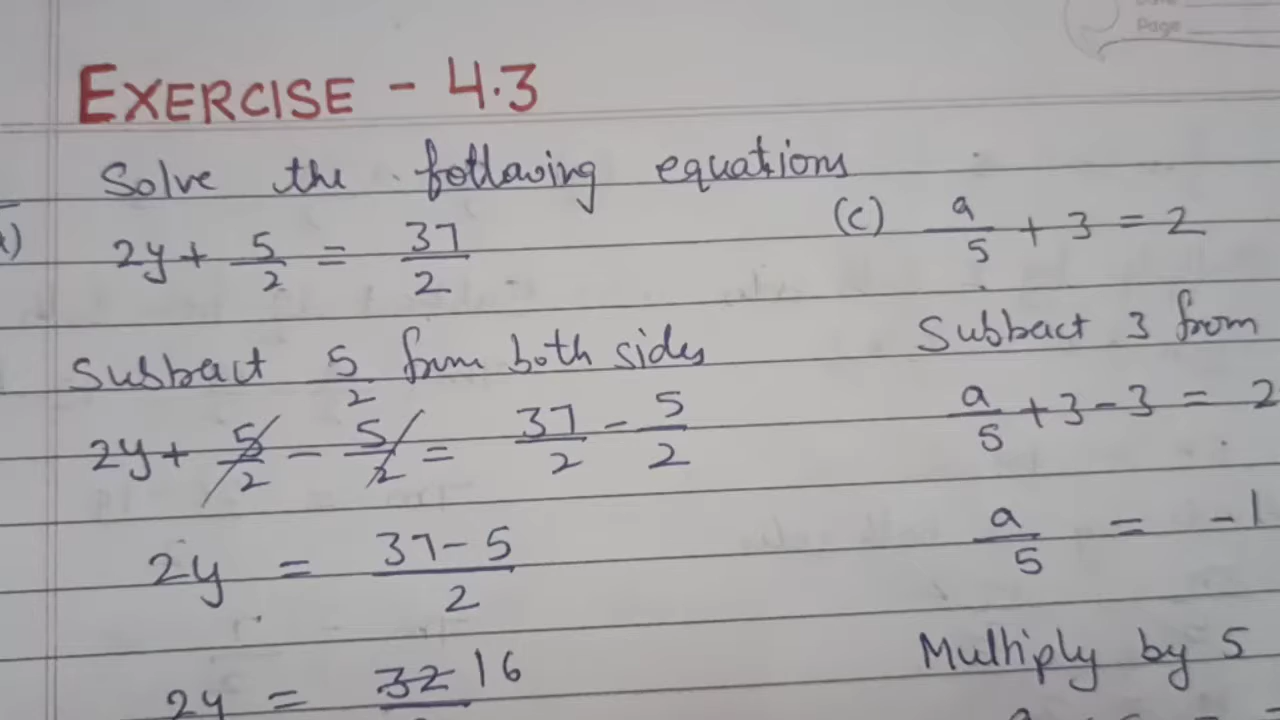 Page
EXERCISE - 4.3
Solve the following equations
2y + 5/2 = 37/2
Subtract 5/2 from both sides
2y + 5/2 - 5/2 = 37/2 - 5/2
2y = 37-5/2
2y = 32 16
(c) a/5 + 3 = 2
Subtract 3 from
a/5 + 3 - 3 = 2
a/5 = -1
Multiply by 5